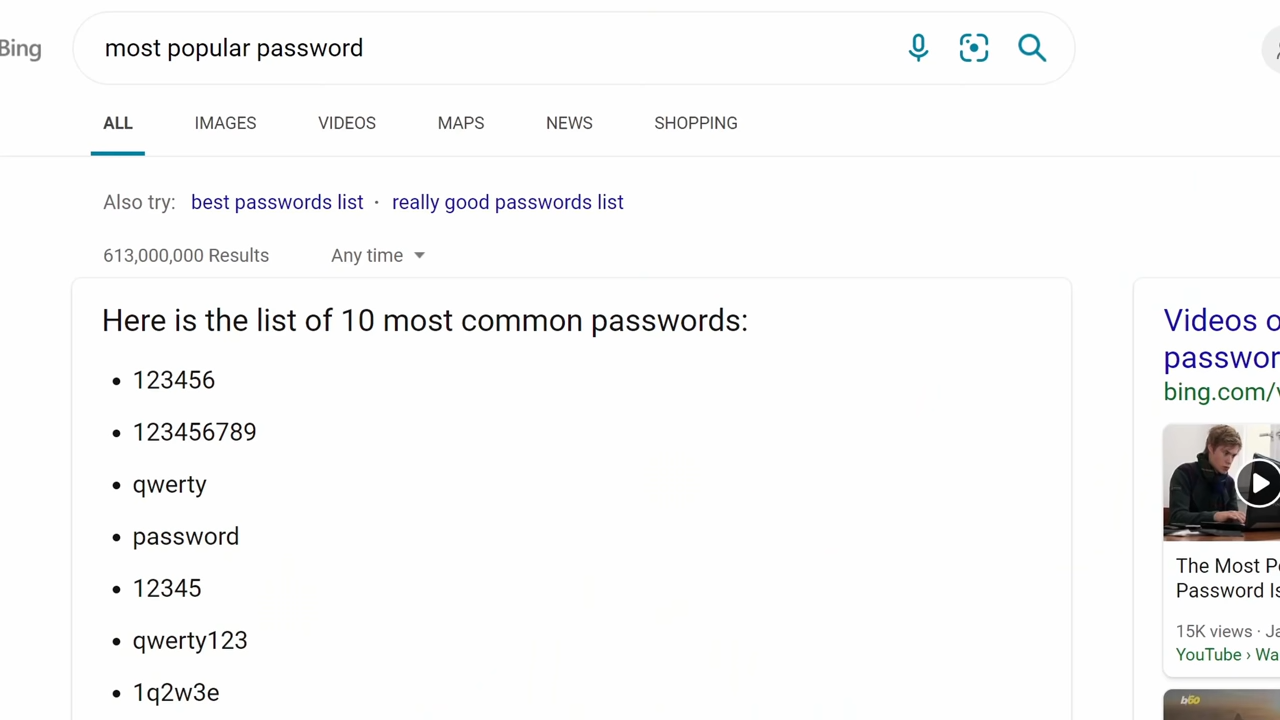 Bing
most popular password
ALL IMAGES VIDEOS MAPS NEWS SHOPPING
Also try: best passwords list · really good passwords list
613,000,000 Results Any time
Here is the list of 10 most common passwords:
• 123456
• 123456789
• qwerty
• password
• 12345
• qwerty123
• 1q2w3e
Videos o
passwor
bing.com/v
The Most P
Password Is
15K views · Ja
YouTube › Wa
b60